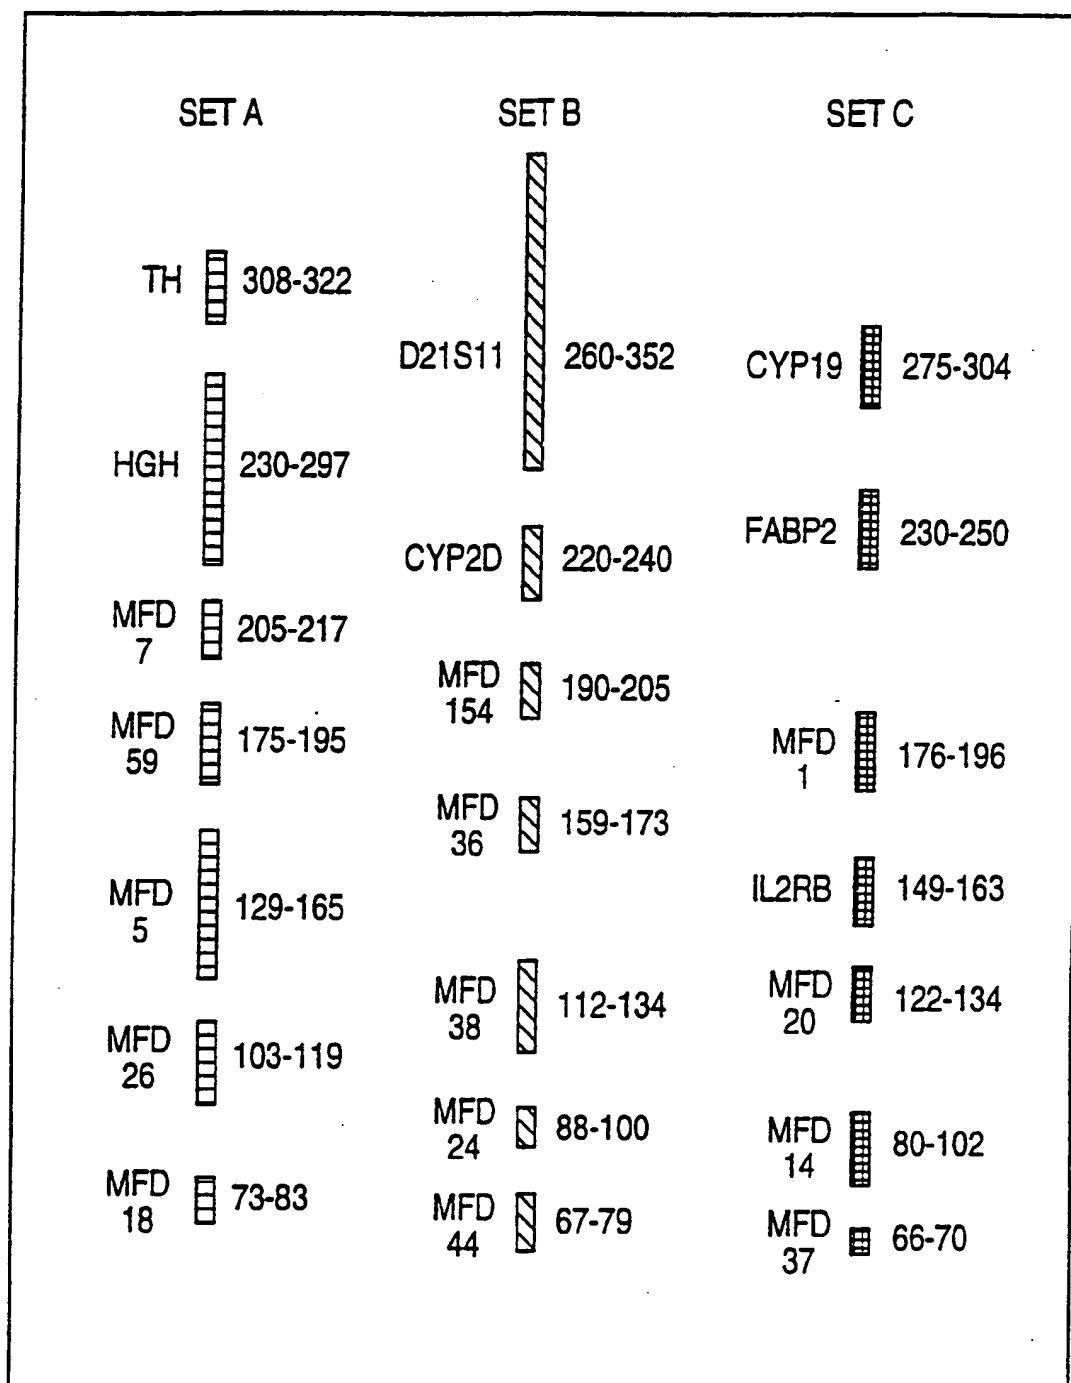 SET A
TH 308-322
HGH 230-297
MFD
7
205-217
MFD
59
175-195
MFD
5
129-165
MFD
26
103-119
MFD
18
73-83
SET B
D21S11 260-352
CYP2D 220-240
MFD
154
190-205
MFD
36
159-173
MFD
38
112-134
MFD
24
88-100
MFD
44
67-79
SET C
CYP19 275-304
FABP2 230-250
MFD
1
176-196
IL2RB 149-163
MFD
20
122-134
MFD
14
80-102
MFD
37
66-70